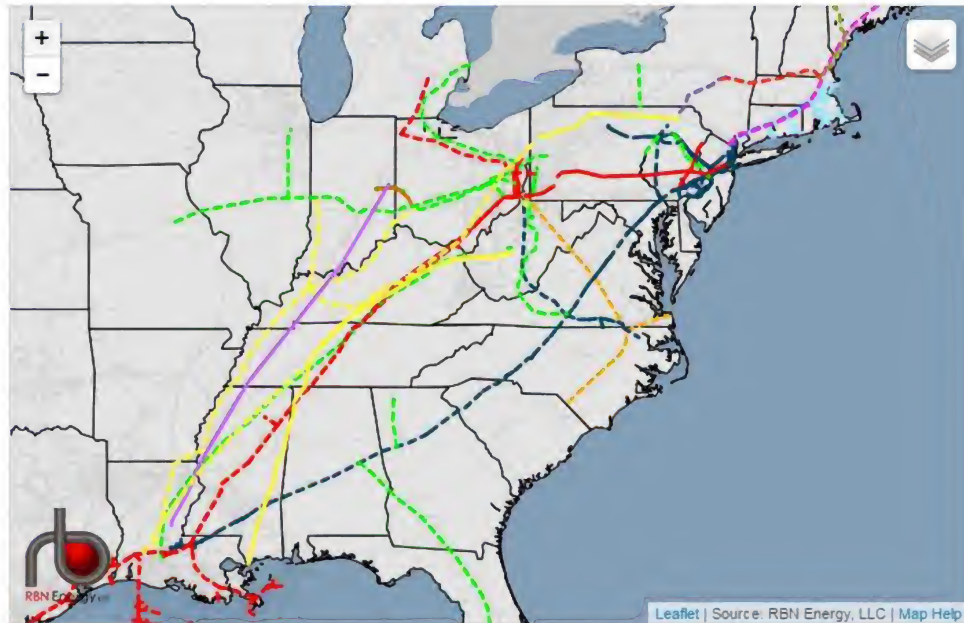 +
−
RBN Energy
Leaflet | Source: RBN Energy, LLC | Map Help